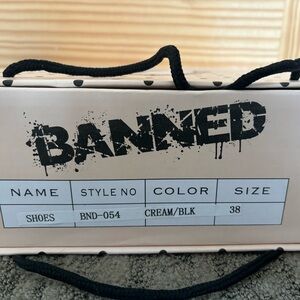 BANNED
NAME STYLE NO COLOR SIZE
SHOES BND-054 CREAM/BLK 38